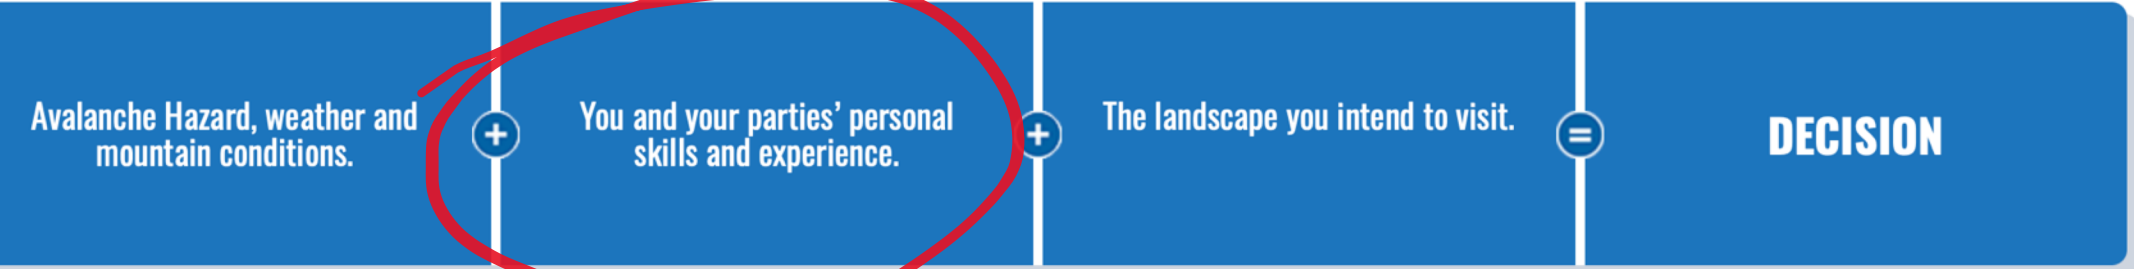 Avalanche Hazard, weather and
mountain conditions.
+
You and your parties’ personal
skills and experience.
+
The landscape you intend to visit.
=
DECISION